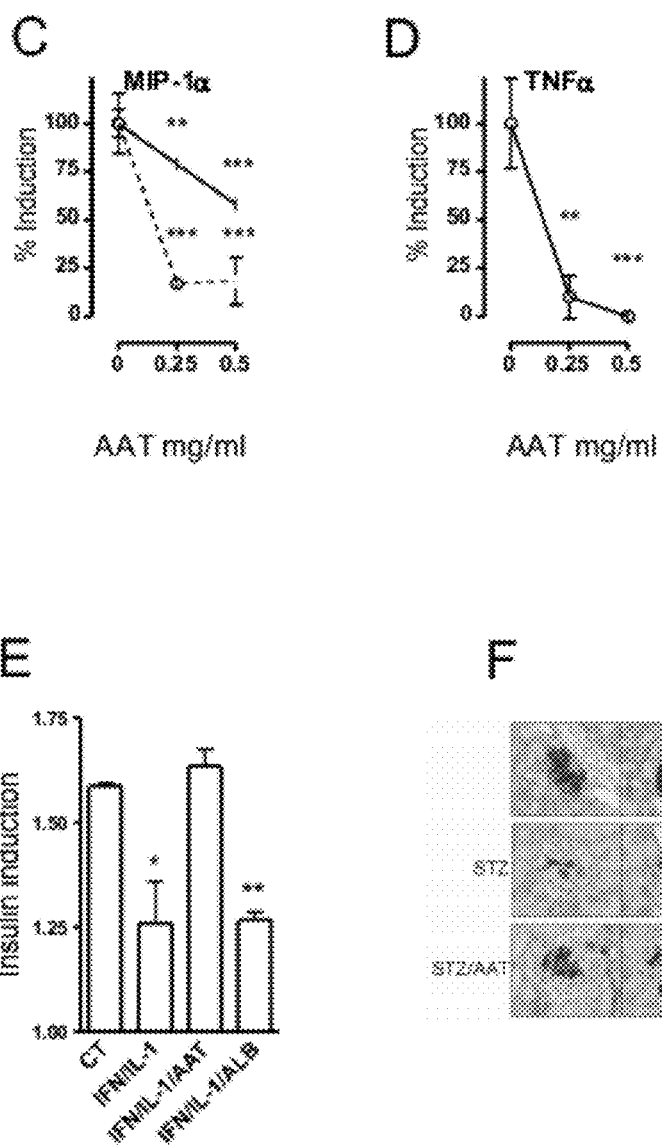 C
MIP-1α
% Induction
100
75
50
25
0
**
***
***
***
0 0.25 0.5
AAT mg/ml
D
TNFα
% Induction
100
75
50
25
0
**
***
0 0.25 0.5
AAT mg/ml
E
Insulin induction
1.75
1.50
1.25
1.00
*
**
CT
IFN/IL-1
IFN/IL-1/AAT
IFN/IL-1/ALB
F
STZ
STZ/AAT